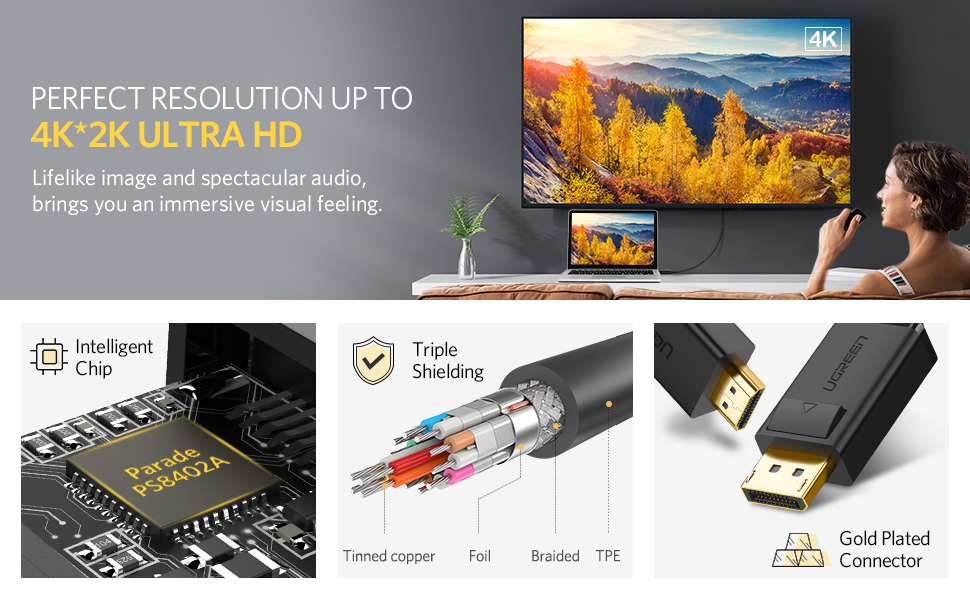 PERFECT RESOLUTION UP TO
4K*2K ULTRA HD
Lifelike image and spectacular audio,
brings you an immersive visual feeling.
4K
Intelligent
Chip
Parade
PS8402A
Triple
Shielding
Tinned copper
Foil
Braided
TPE
UGREEN
Gold Plated
Connector